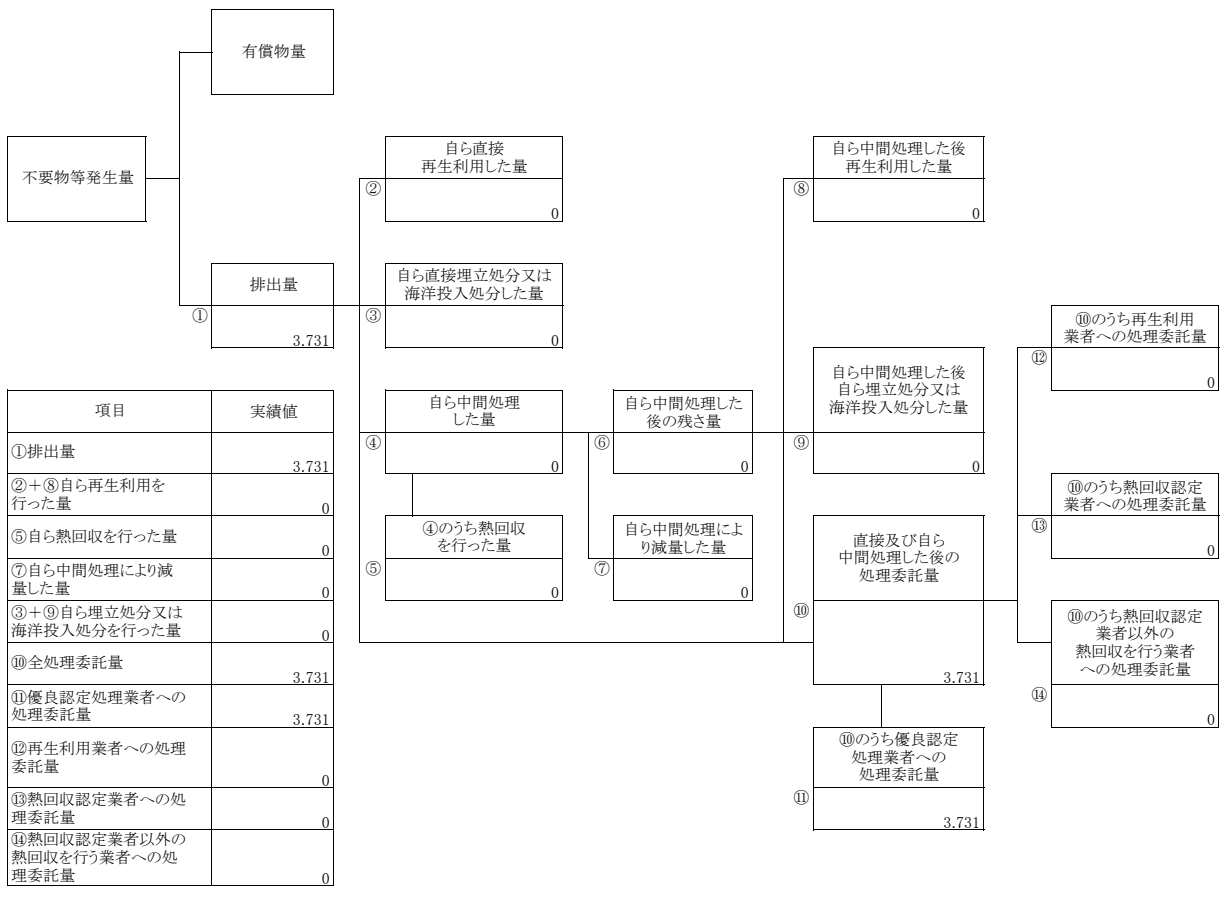 有償物量
不要物等発生量
自ら直接
再生利用した量
②
0
自ら中間処理した後
再生利用した量
⑧
0
排出量
①
3.731
自ら直接埋立処分又は
海洋投入処分した量
③
0
⑩のうち再生利用
業者への処理委託量
⑫
0
自ら中間処理
した量
④
0
自ら中間処理した
後の残さ量
⑥
0
自ら中間処理した後
自ら埋立処分又は
海洋投入処分した量
⑨
0
④のうち熱回収
を行った量
⑤
0
自ら中間処理によ
り減量した量
⑦
0
直接及び自ら
中間処理した後の
処理委託量
⑩
3.731
⑩のうち熱回収認定
業者への処理委託量
⑬
0
⑩のうち熱回収認定
業者以外の
熱回収を行う業者
への処理委託量
⑭
0
⑩のうち優良認定
処理業者への
処理委託量
⑪
3.731
項目 実績値
①排出量
3.731
②＋⑧自ら再生利用を
行った量
0
⑤自ら熱回収を行った量
0
⑦自ら中間処理により減
量した量
0
③＋⑨自ら埋立処分又は
海洋投入処分を行った量
0
⑩全処理委託量
3.731
⑪優良認定処理業者への
処理委託量
3.731
⑫再生利用業者への処理
委託量
0
⑬熱回収認定業者への処
理委託量
0
⑭熱回収認定業者以外の
熱回収を行う業者への処
理委託量
0